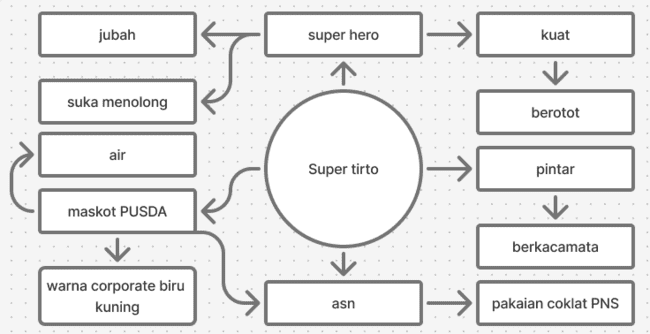 jubah
super hero
kuat
suka menolong
berotot
air
Super tirto
pintar
maskot PUSDA
berkacamata
warna corporate biru
kuning
asn
pakaian coklat PNS